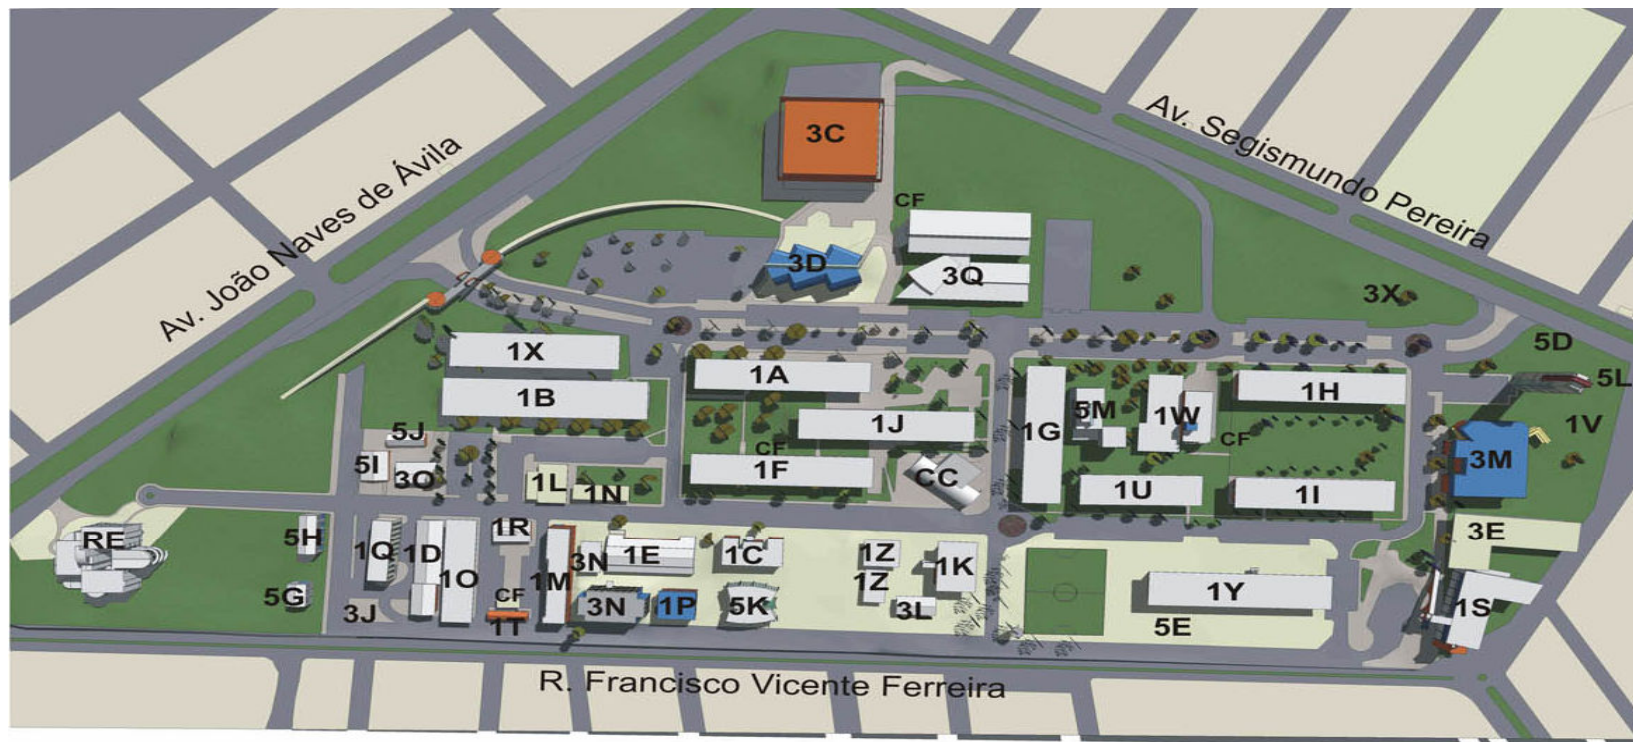 Av. Segismundo Pereira
3C
Av. João Naves de Ávila
CF
3D
3Q
3X
5D
1X
1A
1H
5L
1B
5M
1W
1J
1G
1V
5J
CF
CF
3M
5I
3O
1F
CC
1L
1N
1U
1I
RE
5H
1R
3E
1Q
1D
3N
1E
1C
1Z
1K
1O
1M
1Z
1Y
5G
CF
3N
1P
5K
3L
1S
3J
1T
5E
R. Francisco Vicente Ferreira